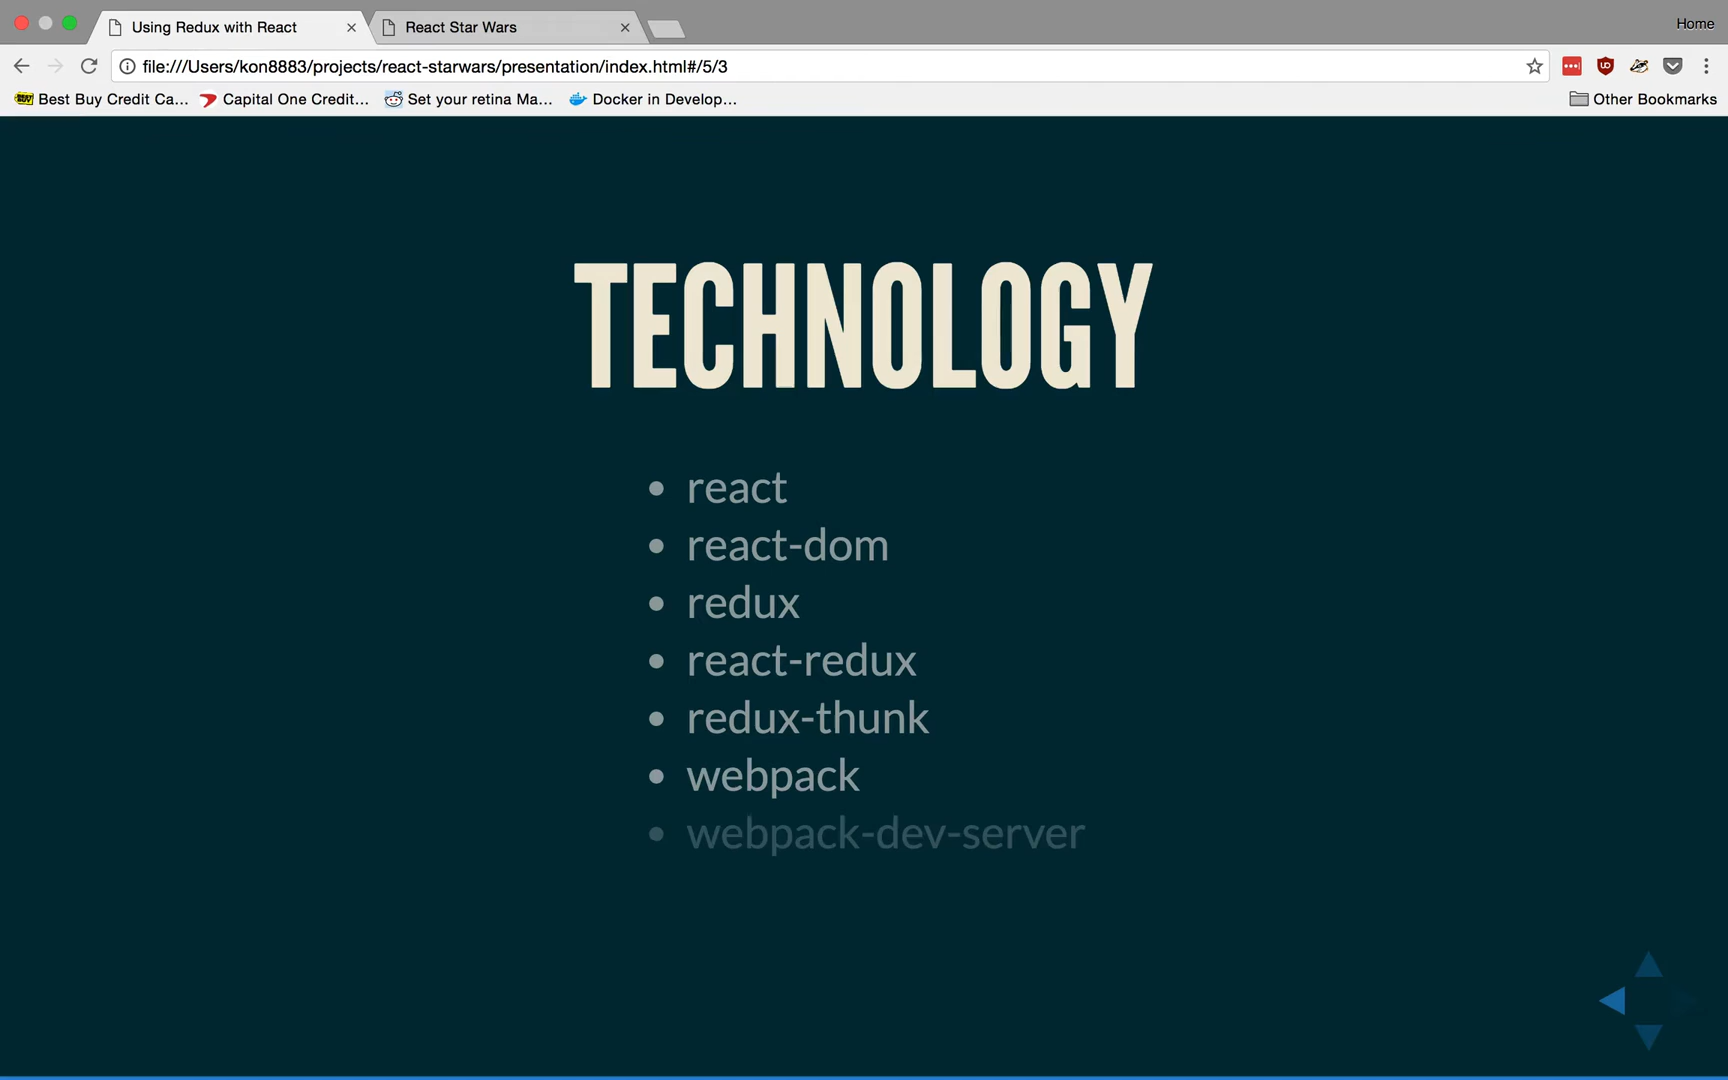 Using Redux with React
React Star Wars
Home
file:///Users/kon8883/projects/react-starwars/presentation/index.html#/5/3
Best Buy Credit Ca...
Capital One Credit...
Set your retina Ma...
Docker in Develop...
Other Bookmarks
TECHNOLOGY
• react
• react-dom
• redux
• react-redux
• redux-thunk
• webpack
• webpack-dev-server